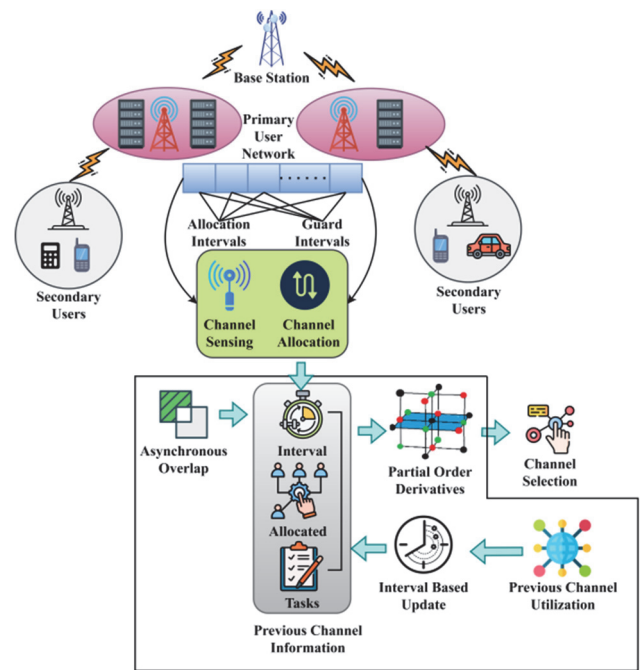 Base Station
Primary
User
Network
Allocation
Intervals
Guard
Intervals
Secondary
Users
Secondary
Users
Channel
Sensing
Channel
Allocation
Asynchronous
Overlap
Interval
Partial Order
Derivatives
Channel
Selection
Allocated
Tasks
Interval Based
Update
Previous Channel
Utilization
Previous Channel
Information